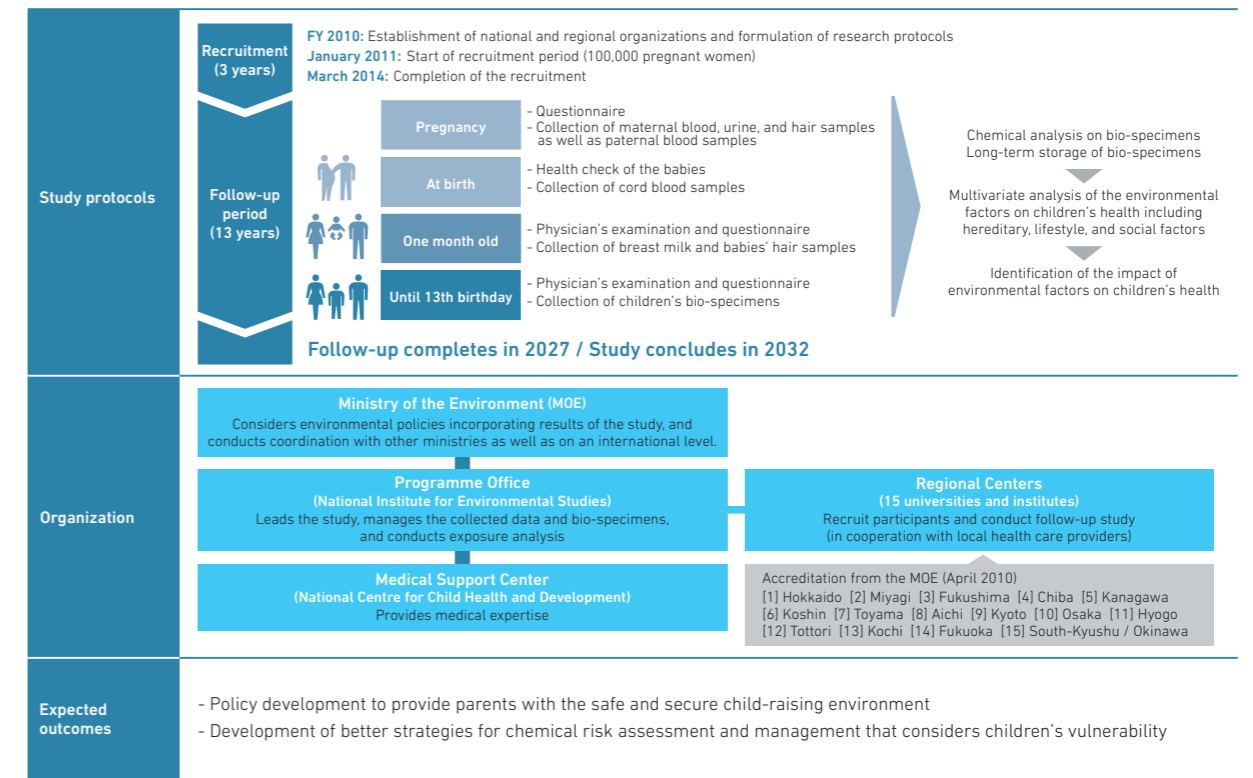 Study protocols
Recruitment
(3 years)
FY 2010: Establishment of national and regional organizations and formulation of research protocols
January 2011: Start of recruitment period (100,000 pregnant women)
March 2014: Completion of the recruitment
Follow-up
period
(13 years)
Pregnancy
- Questionnaire
- Collection of maternal blood, urine, and hair samples
as well as paternal blood samples
At birth
- Health check of the babies
- Collection of cord blood samples
One month old
- Physician's examination and questionnaire
- Collection of breast milk and babies' hair samples
Until 13th birthday
- Physician's examination and questionnaire
- Collection of children's bio-specimens
Chemical analysis on bio-specimens
Long-term storage of bio-specimens
Multivariate analysis of the environmental
factors on children's health including
hereditary, lifestyle, and social factors
Identification of the impact of
environmental factors on children's health
Follow-up completes in 2027 / Study concludes in 2032
Organization
Ministry of the Environment (MOE)
Considers environmental policies incorporating results of the study, and
conducts coordination with other ministries as well as on an international level.
Programme Office
(National Institute for Environmental Studies)
Leads the study, manages the collected data and bio-specimens,
and conducts exposure analysis
Medical Support Center
(National Centre for Child Health and Development)
Provides medical expertise
Regional Centers
(15 universities and institutes)
Recruit participants and conduct follow-up study
(in cooperation with local health care providers)
Accreditation from the MOE (April 2010)
[1] Hokkaido [2] Miyagi [3] Fukushima [4] Chiba [5] Kanagawa
[6] Koshin [7] Toyama [8] Aichi [9] Kyoto [10] Osaka [11] Hyogo
[12] Tottori [13] Kochi [14] Fukuoka [15] South-Kyushu / Okinawa
Expected
outcomes
- Policy development to provide parents with the safe and secure child-raising environment
- Development of better strategies for chemical risk assessment and management that considers children's vulnerability